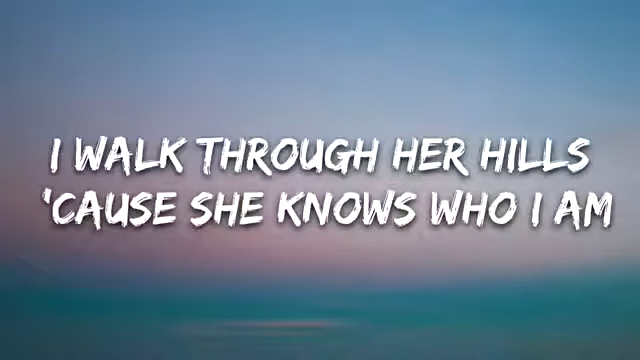 I WALK THROUGH HER HILLS
'CAUSE SHE KNOWS WHO I AM